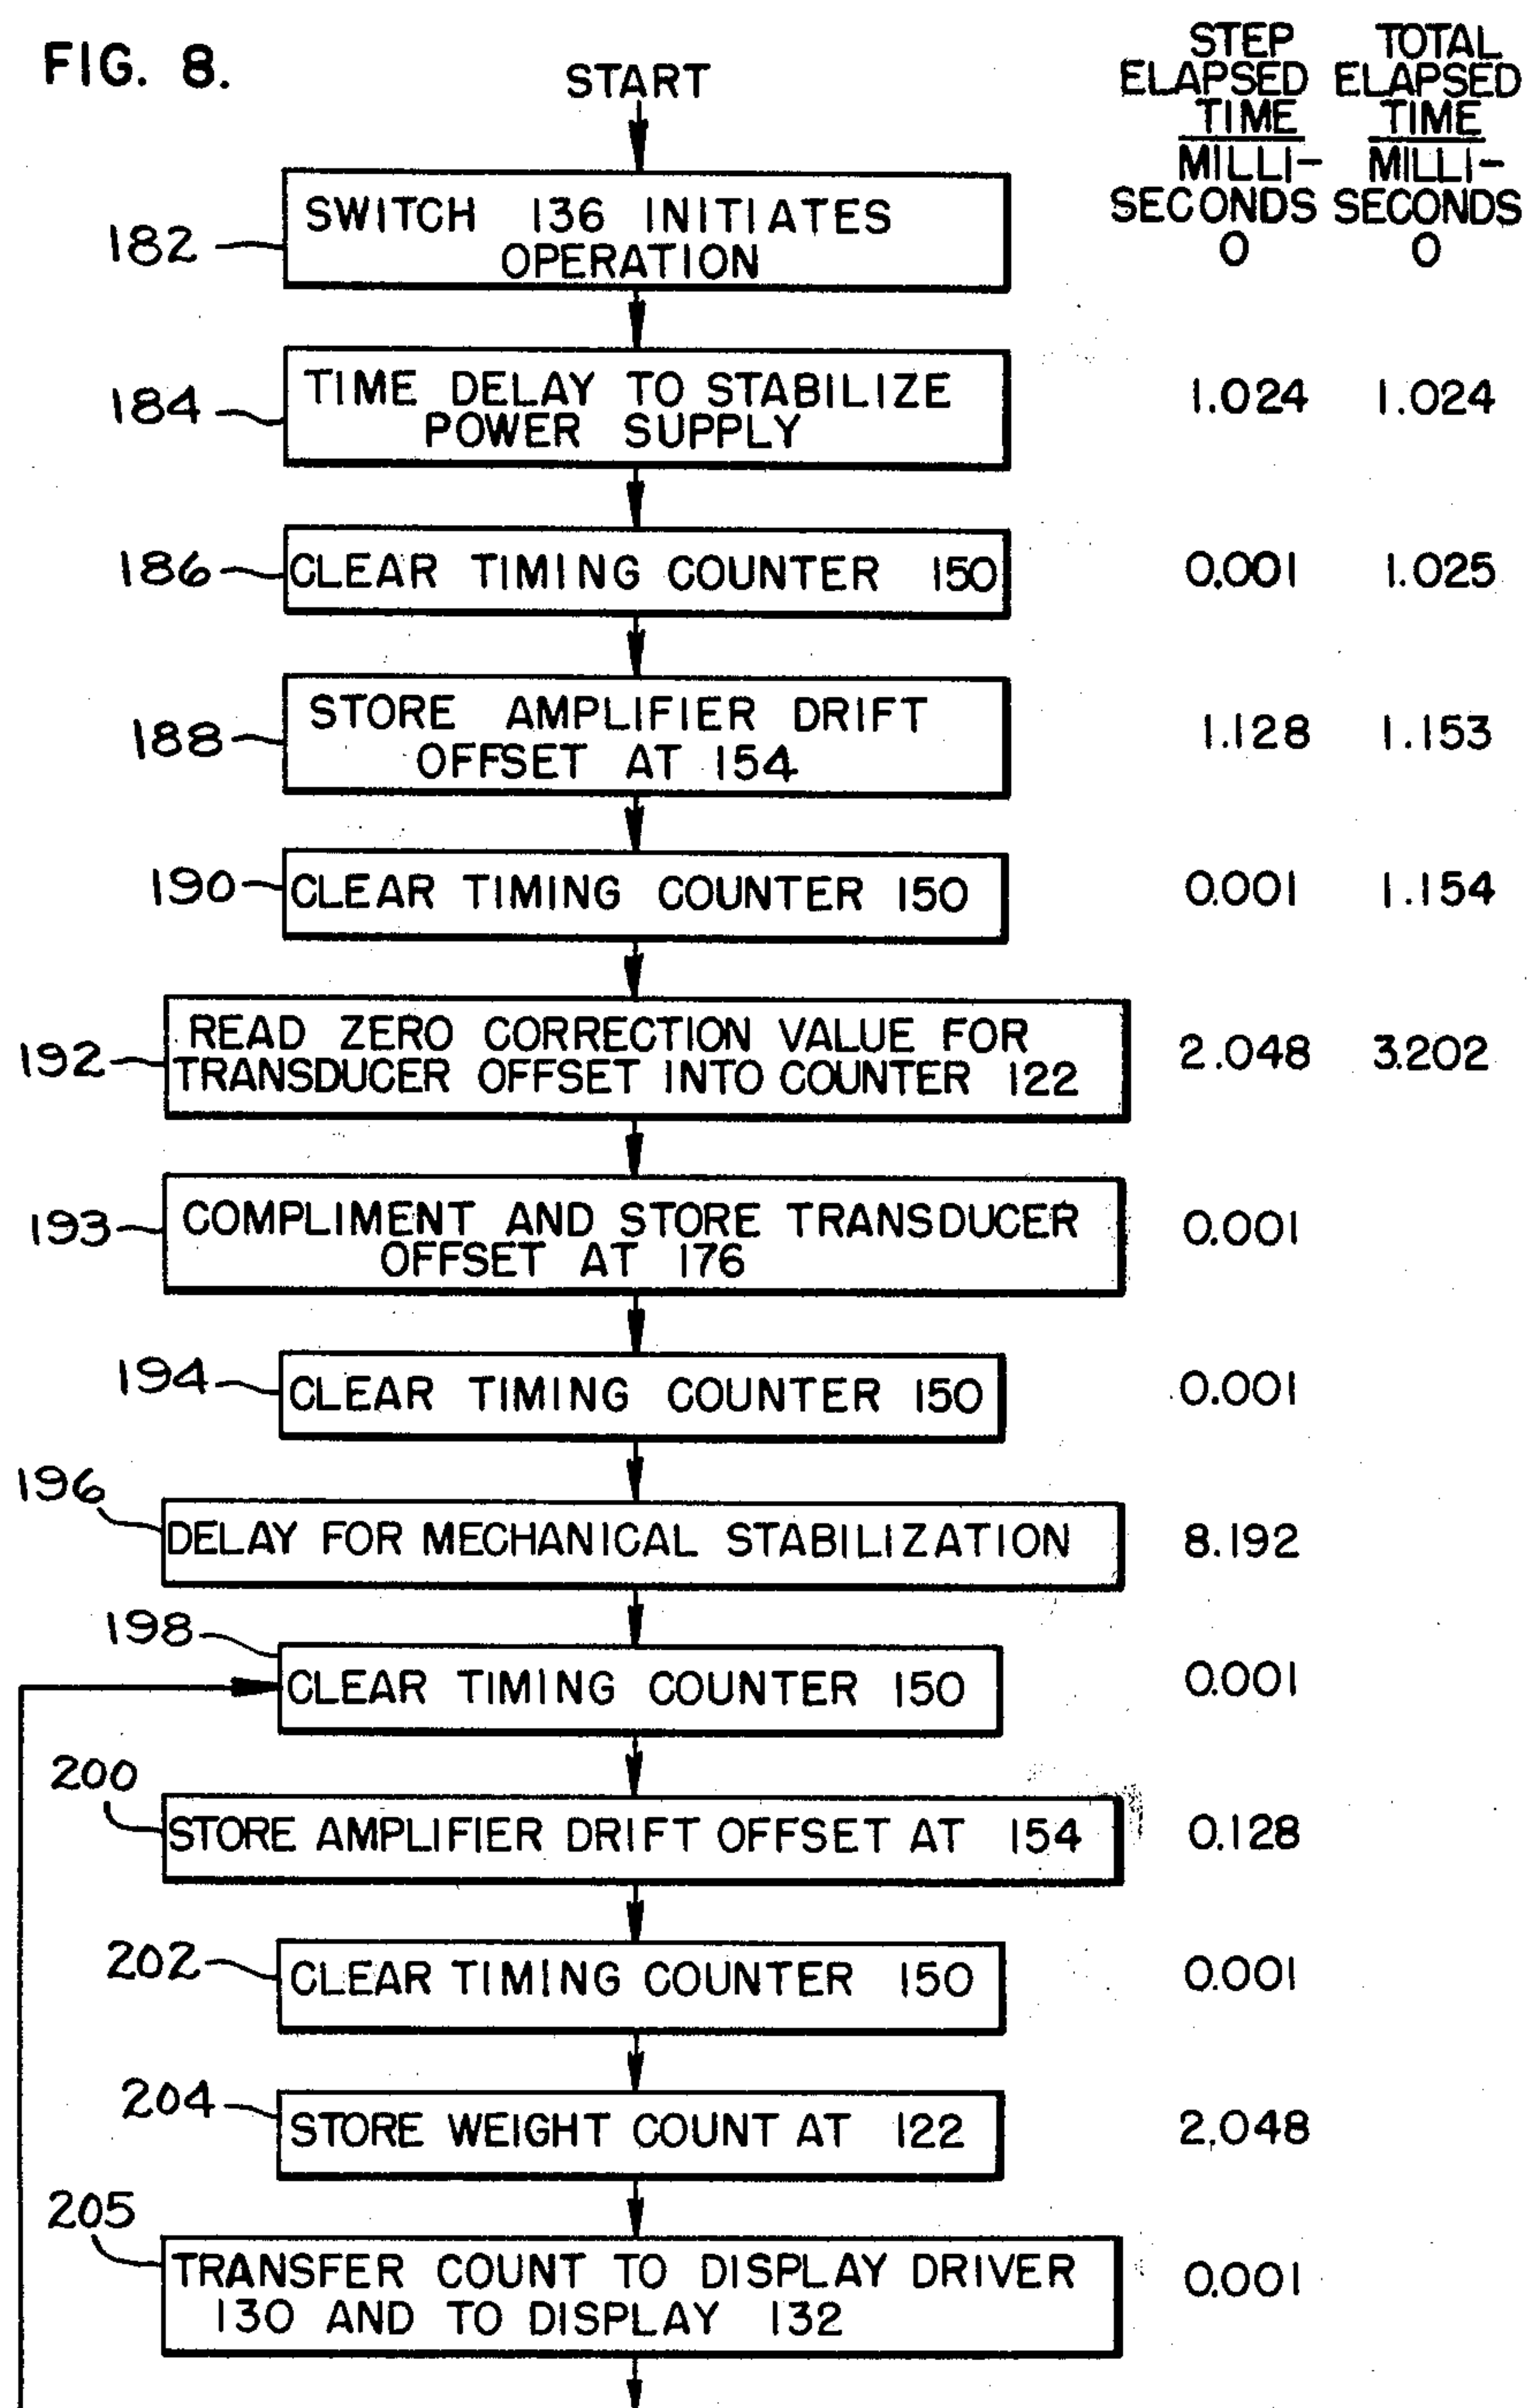 FIG. 8.
START
STEP ELAPSED TIME
MILLI-SECONDS
TOTAL ELAPSED TIME
MILLI-SECONDS
182
SWITCH 136 INITIATES
OPERATION
0 0
184
TIME DELAY TO STABILIZE
POWER SUPPLY
1.024 1.024
186
CLEAR TIMING COUNTER 150
0.001 1.025
188
STORE AMPLIFIER DRIFT
OFFSET AT 154
1.128 1.153
190
CLEAR TIMING COUNTER 150
0.001 1.154
192
READ ZERO CORRECTION VALUE FOR
TRANSDUCER OFFSET INTO COUNTER 122
2.048 3.202
193
COMPLIMENT AND STORE TRANSDUCER
OFFSET AT 176
0.001
194
CLEAR TIMING COUNTER 150
0.001
196
DELAY FOR MECHANICAL STABILIZATION
8.192
198
CLEAR TIMING COUNTER 150
0.001
200
STORE AMPLIFIER DRIFT OFFSET AT 154
0.128
202
CLEAR TIMING COUNTER 150
0.001
204
STORE WEIGHT COUNT AT 122
2.048
205
TRANSFER COUNT TO DISPLAY DRIVER
130 AND TO DISPLAY 132
0.001